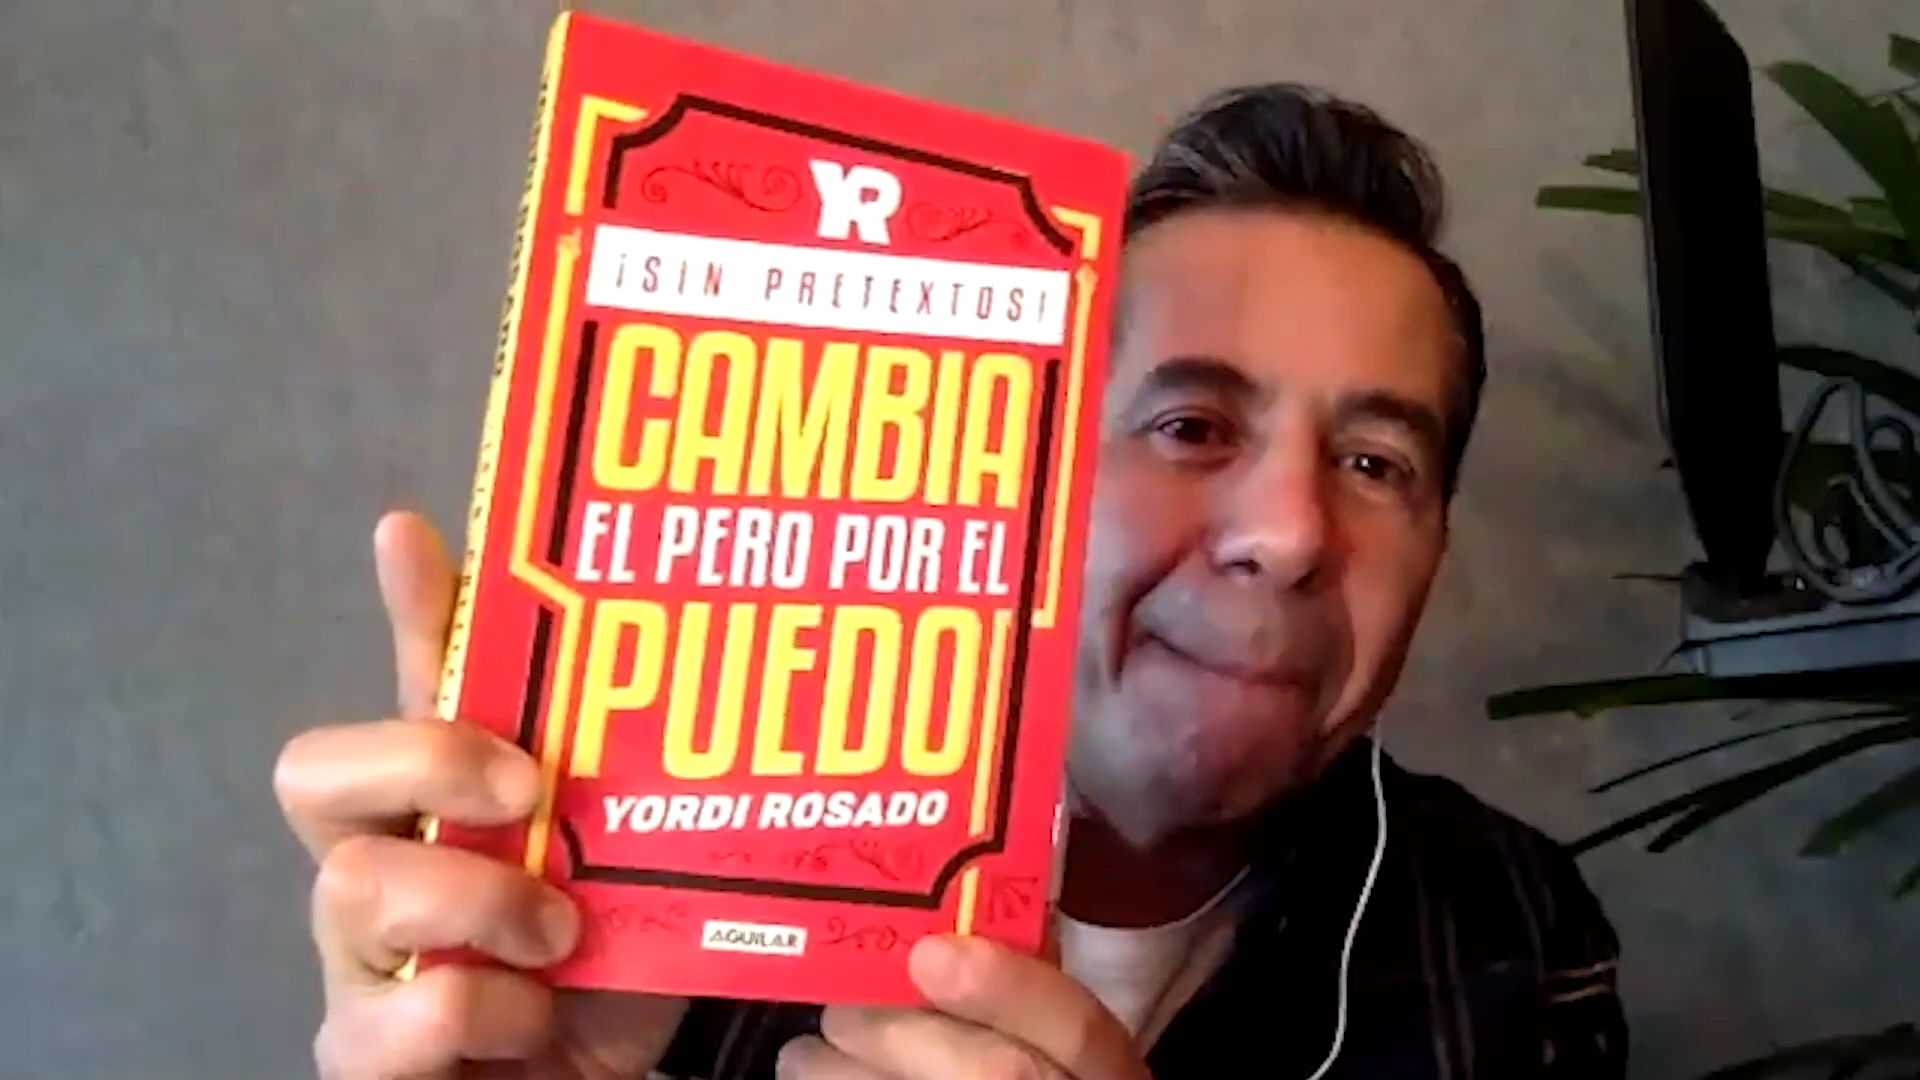 YR
¡SIN PRETEXTOS!
CAMBIA
EL PERO POR EL
PUEDO
YORDI ROSADO
AGUILAR